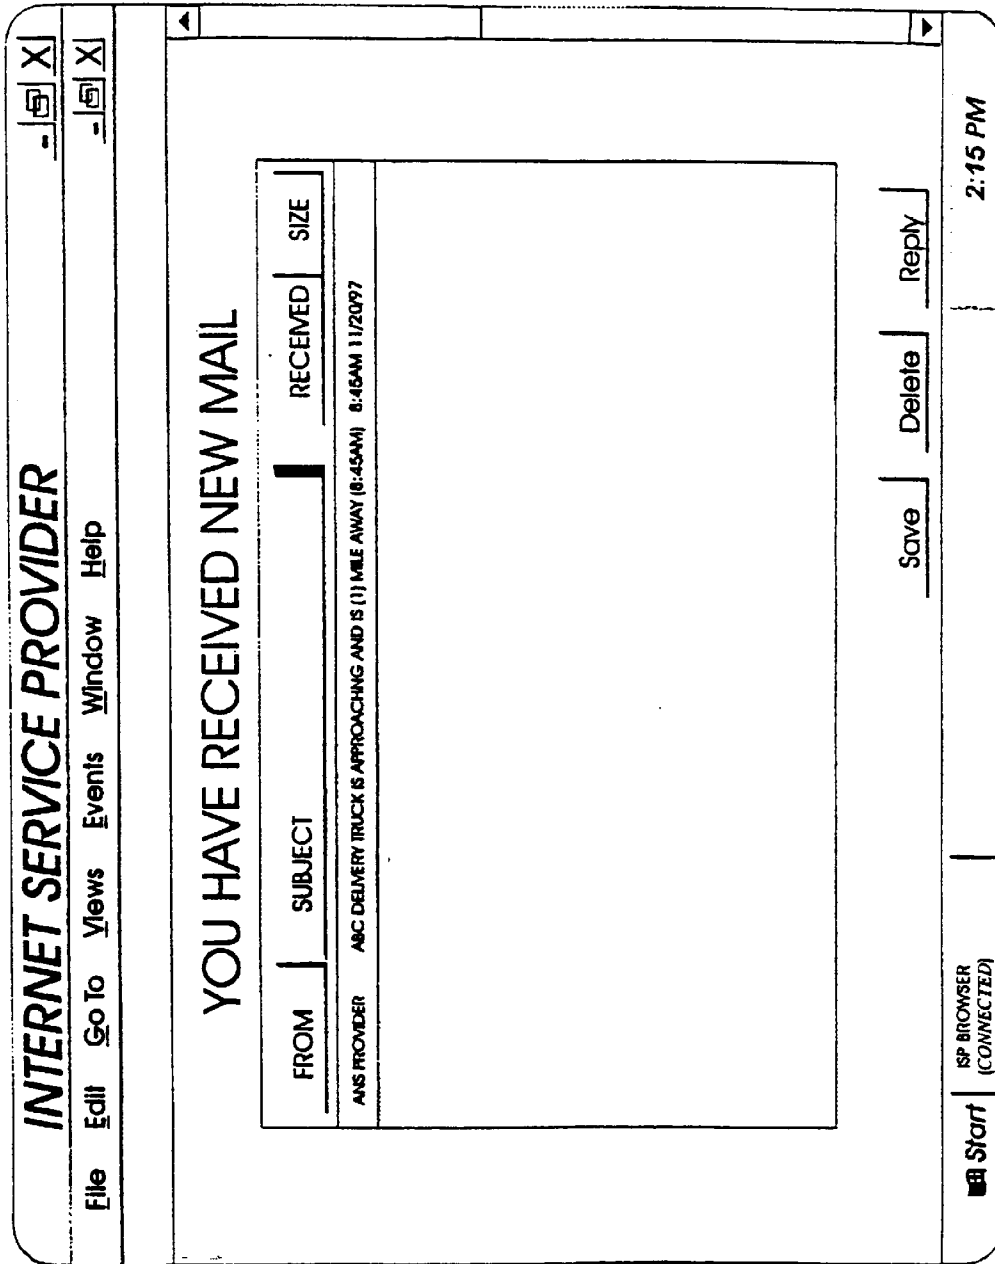 INTERNET SERVICE PROVIDER
File Edit Go To Views Events Window Help
YOU HAVE RECEIVED NEW MAIL
FROM SUBJECT RECEIVED SIZE
ANS PROVIDER ABC DELIVERY TRUCK IS APPROACHNG AND IS (1) MILE AWAY (8:45AM) 8:45AM 11/20/97
Save Delete Reply
Start ISP BROWSER 2:15 PM
(CONNECTED)